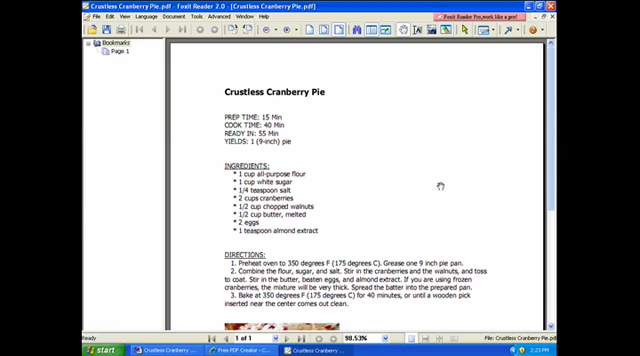 Crustless Cranberry Pie.pdf - Foxit Reader 2.0 - [Crustless Cranberry Pie.pdf]
File Edit View Language Document Tools Advanced Window Help
Foxit Reader Pro,work like a pro!
Bookmarks
Page 1
Crustless Cranberry Pie
PREP TIME: 15 Min
COOK TIME: 40 Min
READY IN: 55 Min
YIELDS: 1 (9-inch) pie
INGREDIENTS:
* 1 cup all-purpose flour
* 1 cup white sugar
* 1/4 teaspoon salt
* 2 cups cranberries
* 1/2 cup chopped walnuts
* 1/2 cup butter, melted
* 2 eggs
* 1 teaspoon almond extract
DIRECTIONS:
1. Preheat oven to 350 degrees F (175 degrees C). Grease one 9 inch pie pan.
2. Combine the flour, sugar, and salt. Stir in the cranberries and the walnuts, and toss
to coat. Stir in the butter, beaten eggs, and almond extract. If you are using frozen
cranberries, the mixture will be very thick. Spread the batter into the prepared pan.
3. Bake at 350 degrees F (175 degrees C) for 40 minutes, or until a wooden pick
inserted near the center comes out clean.
Ready
1 of 1
98.53%
File: Crustless Cranberry Pie.pdf
start
Crustless Cranberry ...
Free PDF Creator - C...
Crustless Cranberry P...
2:23 PM